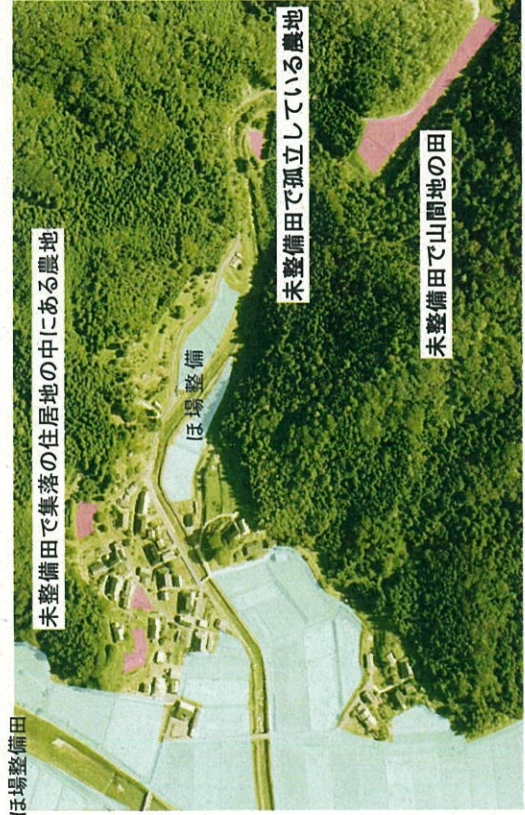 ほ場整備田
未整備田で集落の住居地の中にある農地
ほ場整備
未整備田で孤立している農地
未整備田で山間地の田